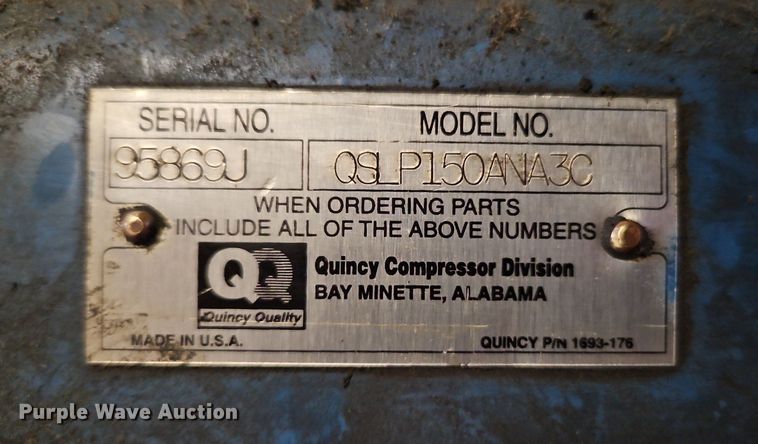 SERIAL NO.
MODEL NO.
95869J
QSLP150ANA3C
WHEN ORDERING PARTS
INCLUDE ALL OF THE ABOVE NUMBERS
QQ
Quincy Quality
Quincy Compressor Division
BAY MINETTE, ALABAMA
MADE IN U.S.A.
QUINCY P/N 1693-176
Purple Wave Auction